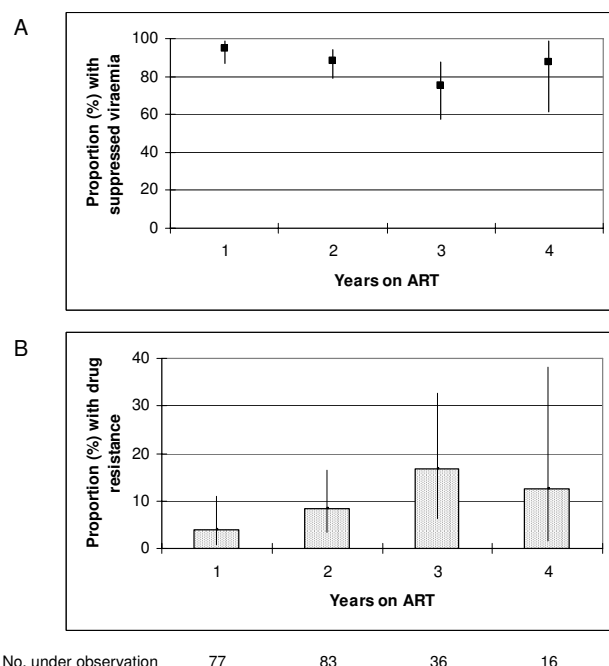 A
Proportion (%) with
suppressed viraemia
100
80
60
40
20
0
1 2 3 4
Years on ART
B
Proportion (%) with drug
resistance
40
30
20
10
0
1 2 3 4
Years on ART
No. under observation 77 83 36 16